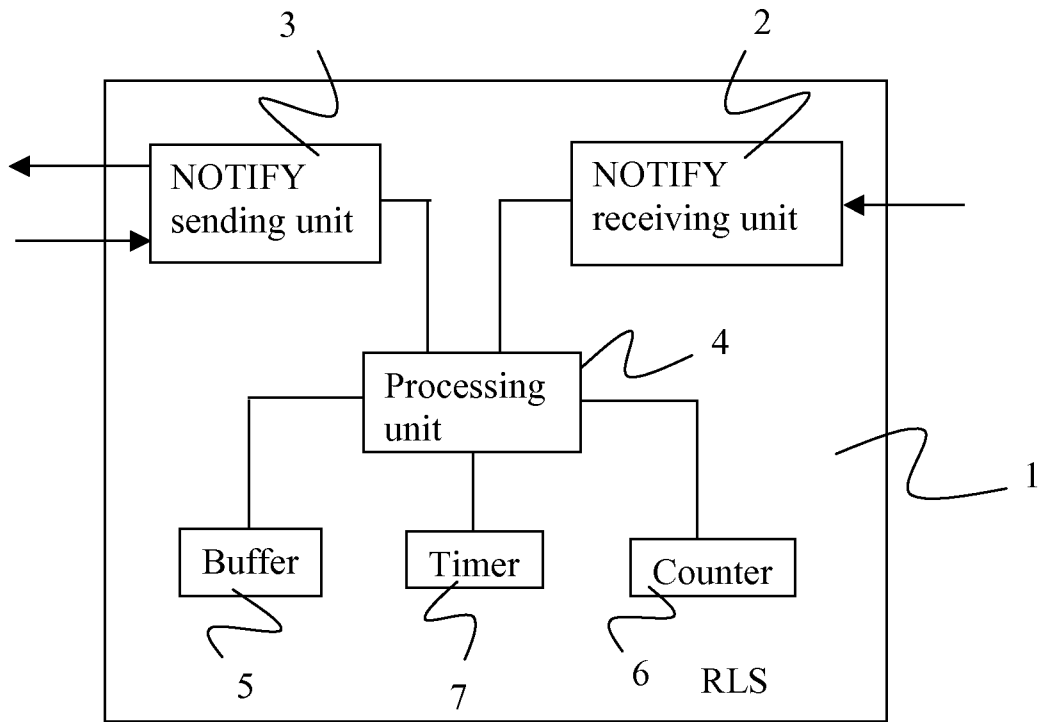 3
2
NOTIFY
sending unit
NOTIFY
receiving unit
4
Processing
unit
1
Buffer
Timer
Counter
5
7
6
RLS